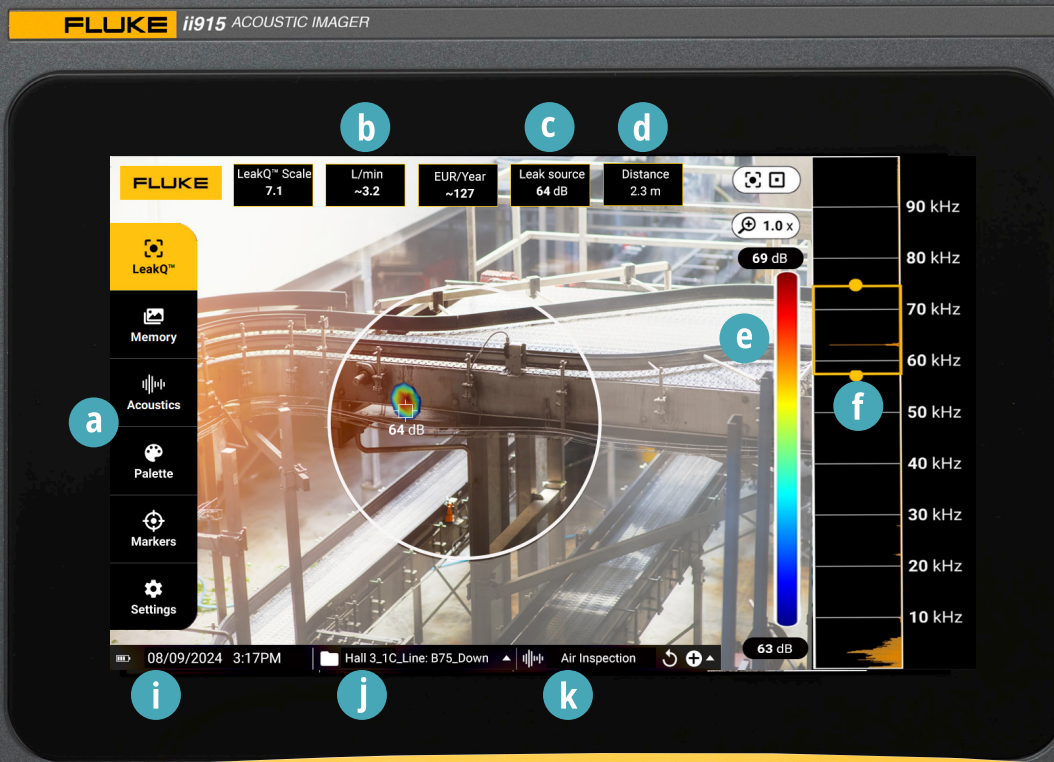 FLUKE ii915 ACOUSTIC IMAGER
b
c
d
FLUKE
LeakQ™ Scale
7.1
L/min
~3.2
EUR/Year
~127
Leak source
64 dB
Distance
2.3 m
1.0 x
69 dB
63 dB
90 kHz
80 kHz
70 kHz
60 kHz
50 kHz
40 kHz
30 kHz
20 kHz
10 kHz
e
f
a
LeakQ™
Memory
Acoustics
Palette
Markers
Settings
64 dB
08/09/2024 3:17PM
Hall 3_1C_Line: B75_Down
Air Inspection
i
j
k